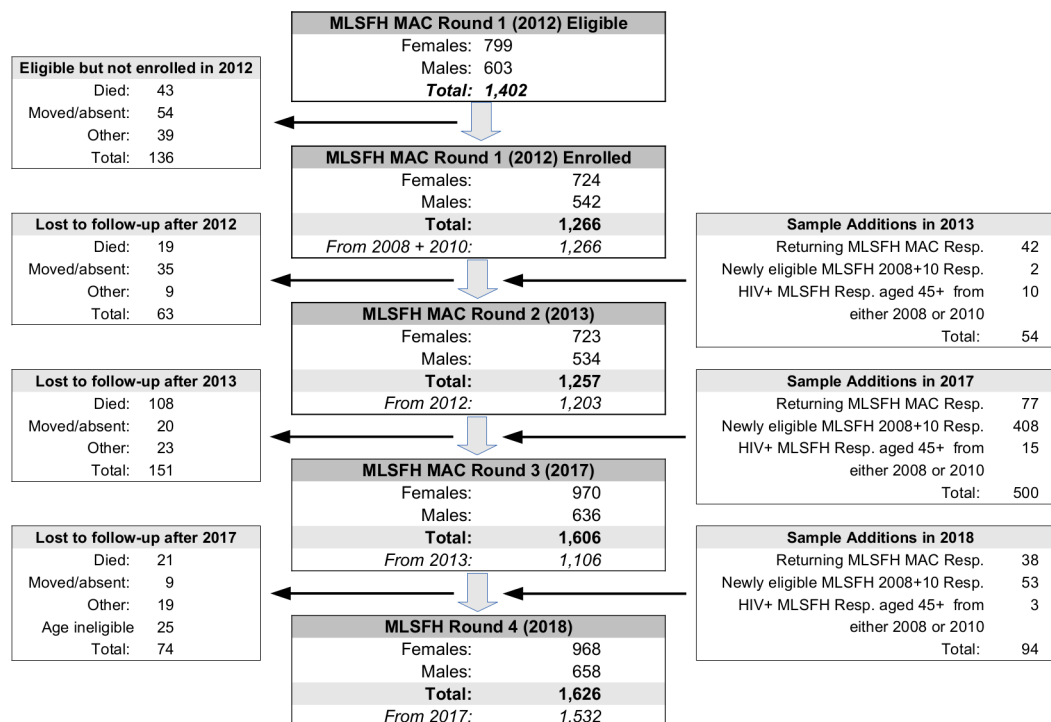 MLSFH MAC Round 1 (2012) Eligible
Females: 799
Males: 603
Total: 1,402
Eligible but not enrolled in 2012
Died: 43
Moved/absent: 54
Other: 39
Total: 136
MLSFH MAC Round 1 (2012) Enrolled
Females: 724
Males: 542
Total: 1,266
From 2008 + 2010: 1,266
Lost to follow-up after 2012
Died: 19
Moved/absent: 35
Other: 9
Total: 63
Sample Additions in 2013
Returning MLSFH MAC Resp. 42
Newly eligible MLSFH 2008+10 Resp. 2
HIV+ MLSFH Resp. aged 45+ from 10
either 2008 or 2010
Total: 54
MLSFH MAC Round 2 (2013)
Females: 723
Males: 534
Total: 1,257
From 2012: 1,203
Lost to follow-up after 2013
Died: 108
Moved/absent: 20
Other: 23
Total: 151
Sample Additions in 2017
Returning MLSFH MAC Resp. 77
Newly eligible MLSFH 2008+10 Resp. 408
HIV+ MLSFH Resp. aged 45+ from 15
either 2008 or 2010
Total: 500
MLSFH MAC Round 3 (2017)
Females: 970
Males: 636
Total: 1,606
From 2013: 1,106
Lost to follow-up after 2017
Died: 21
Moved/absent: 9
Other: 19
Age ineligible 25
Total: 74
Sample Additions in 2018
Returning MLSFH MAC Resp. 38
Newly eligible MLSFH 2008+10 Resp. 53
HIV+ MLSFH Resp. aged 45+ from 3
either 2008 or 2010
Total: 94
MLSFH Round 4 (2018)
Females: 968
Males: 658
Total: 1,626
From 2017: 1,532